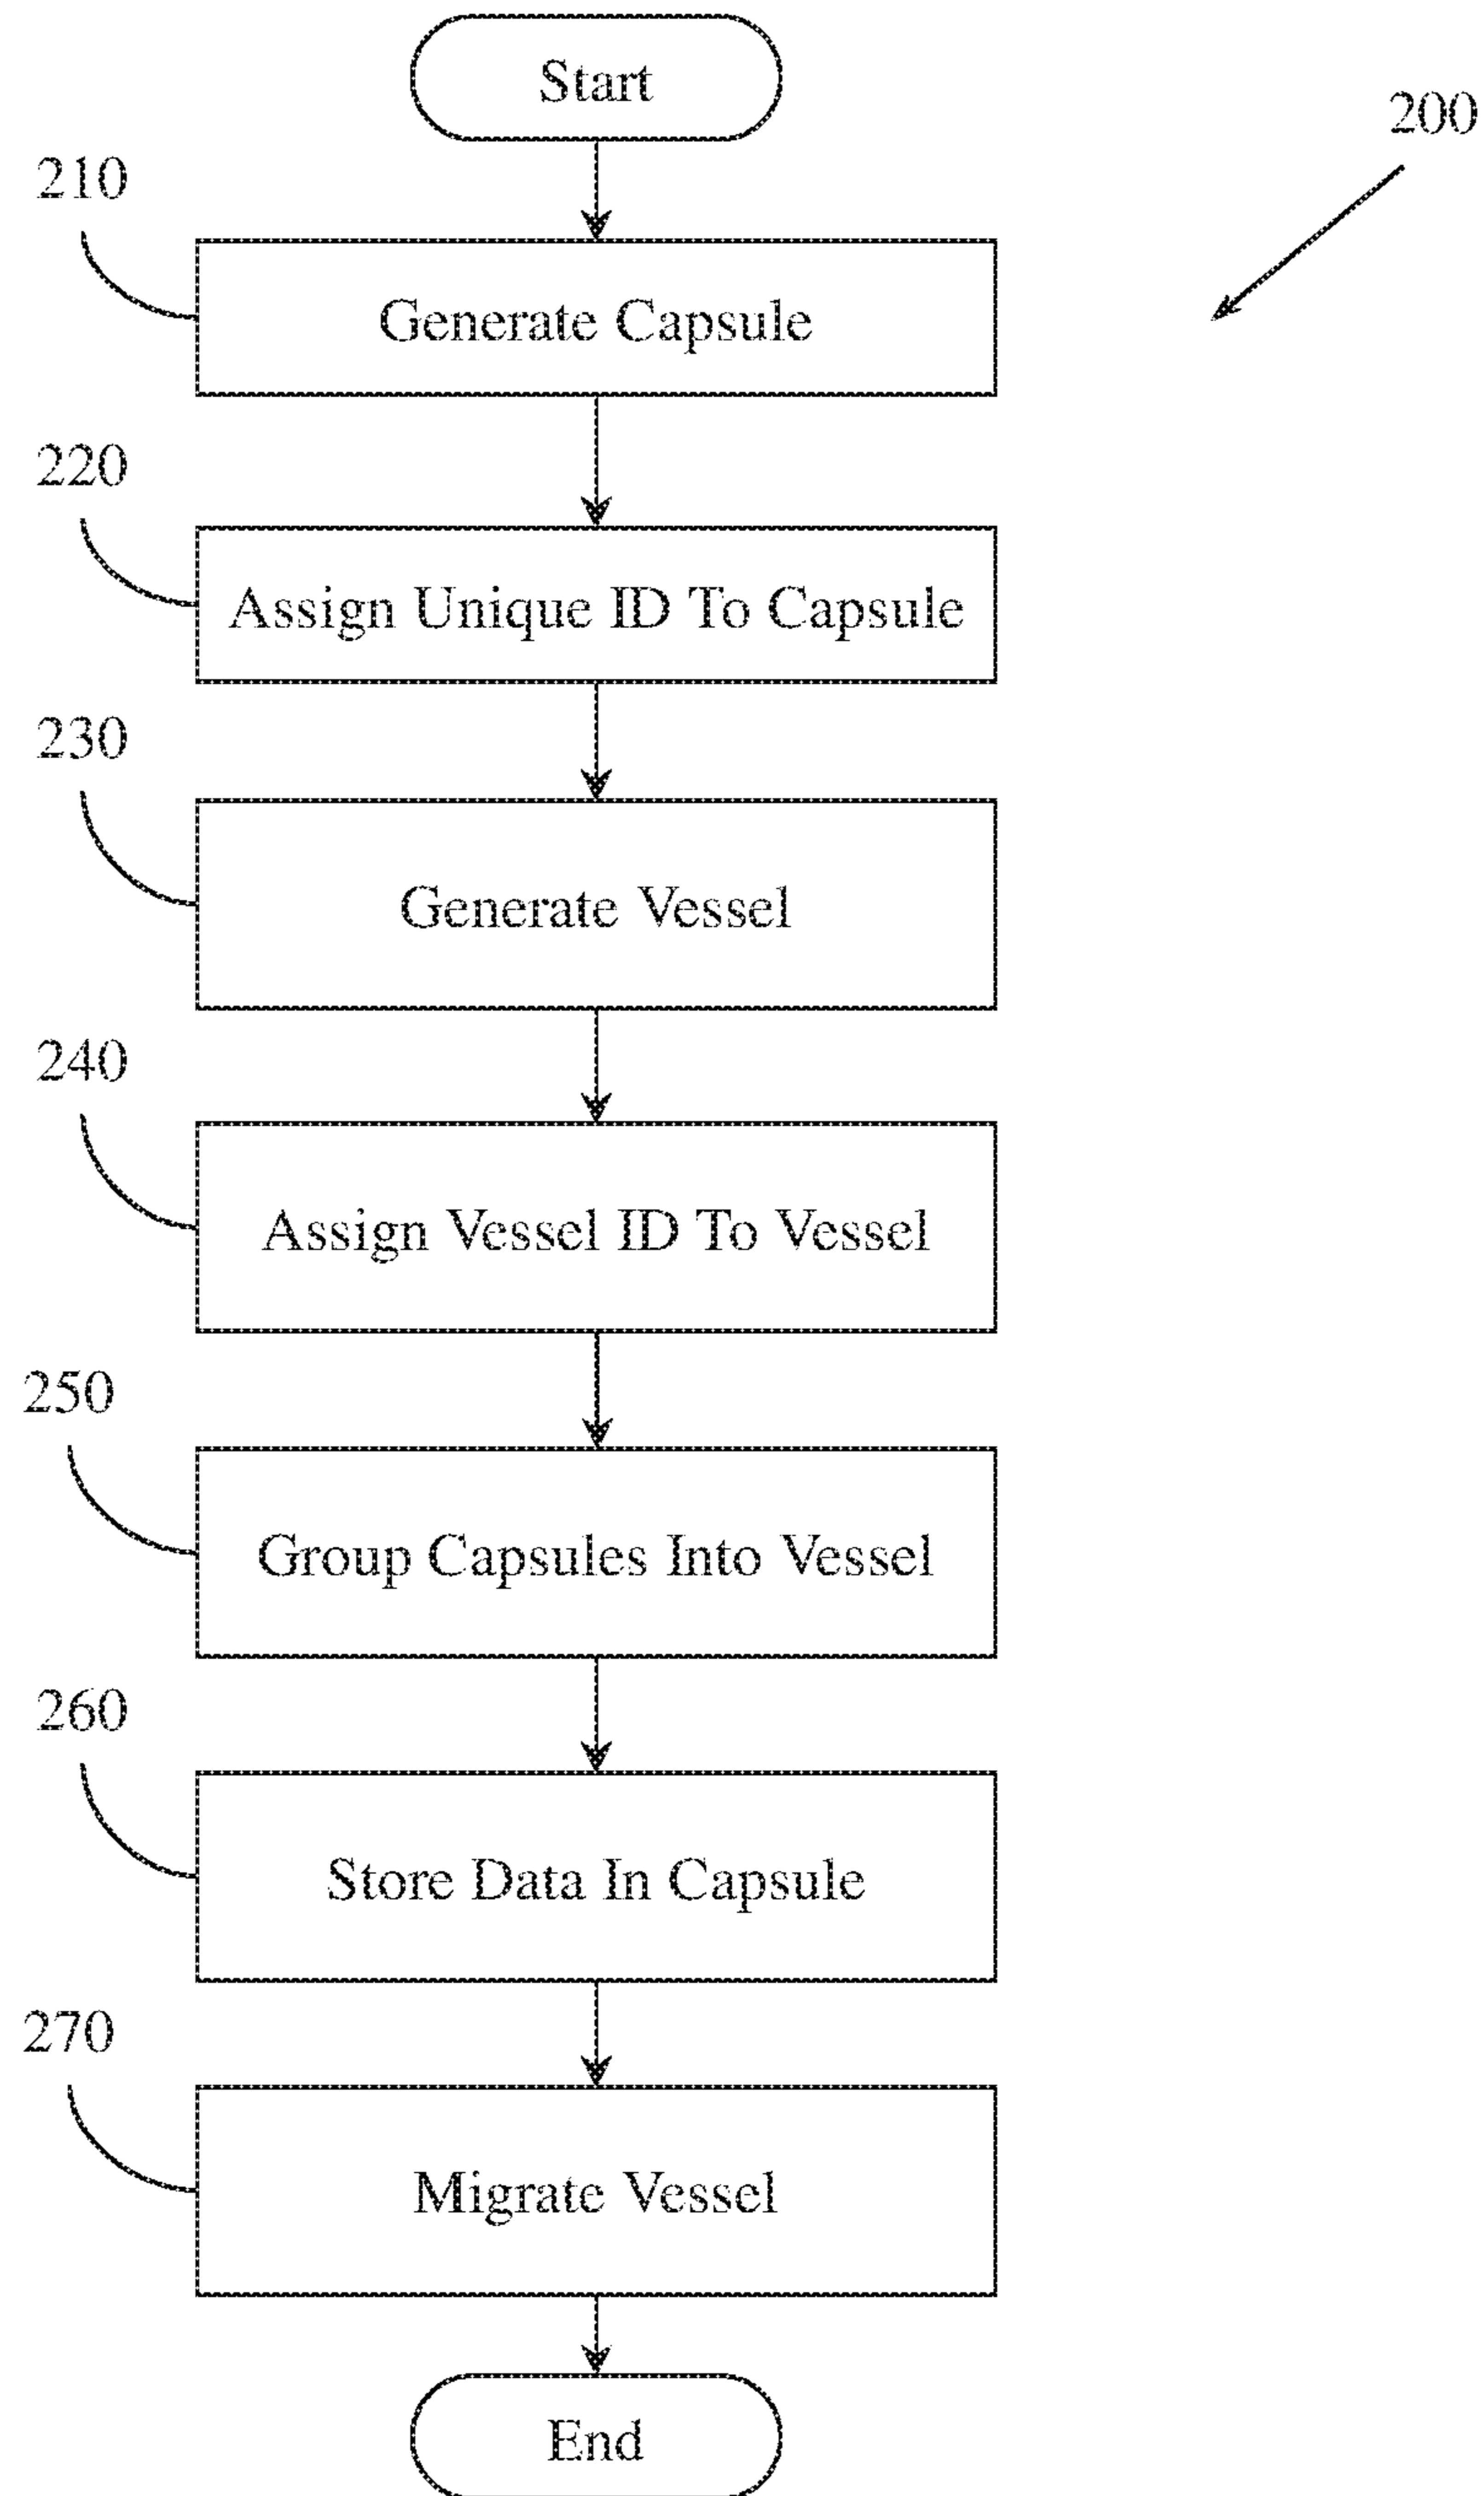 Start
200
210
Generate Capsule
220
Assign Unique ID To Capsule
230
Generate Vessel
240
Assign Vessel ID To Vessel
250
Group Capsules Into Vessel
260
Store Data In Capsule
270
Migrate Vessel
End